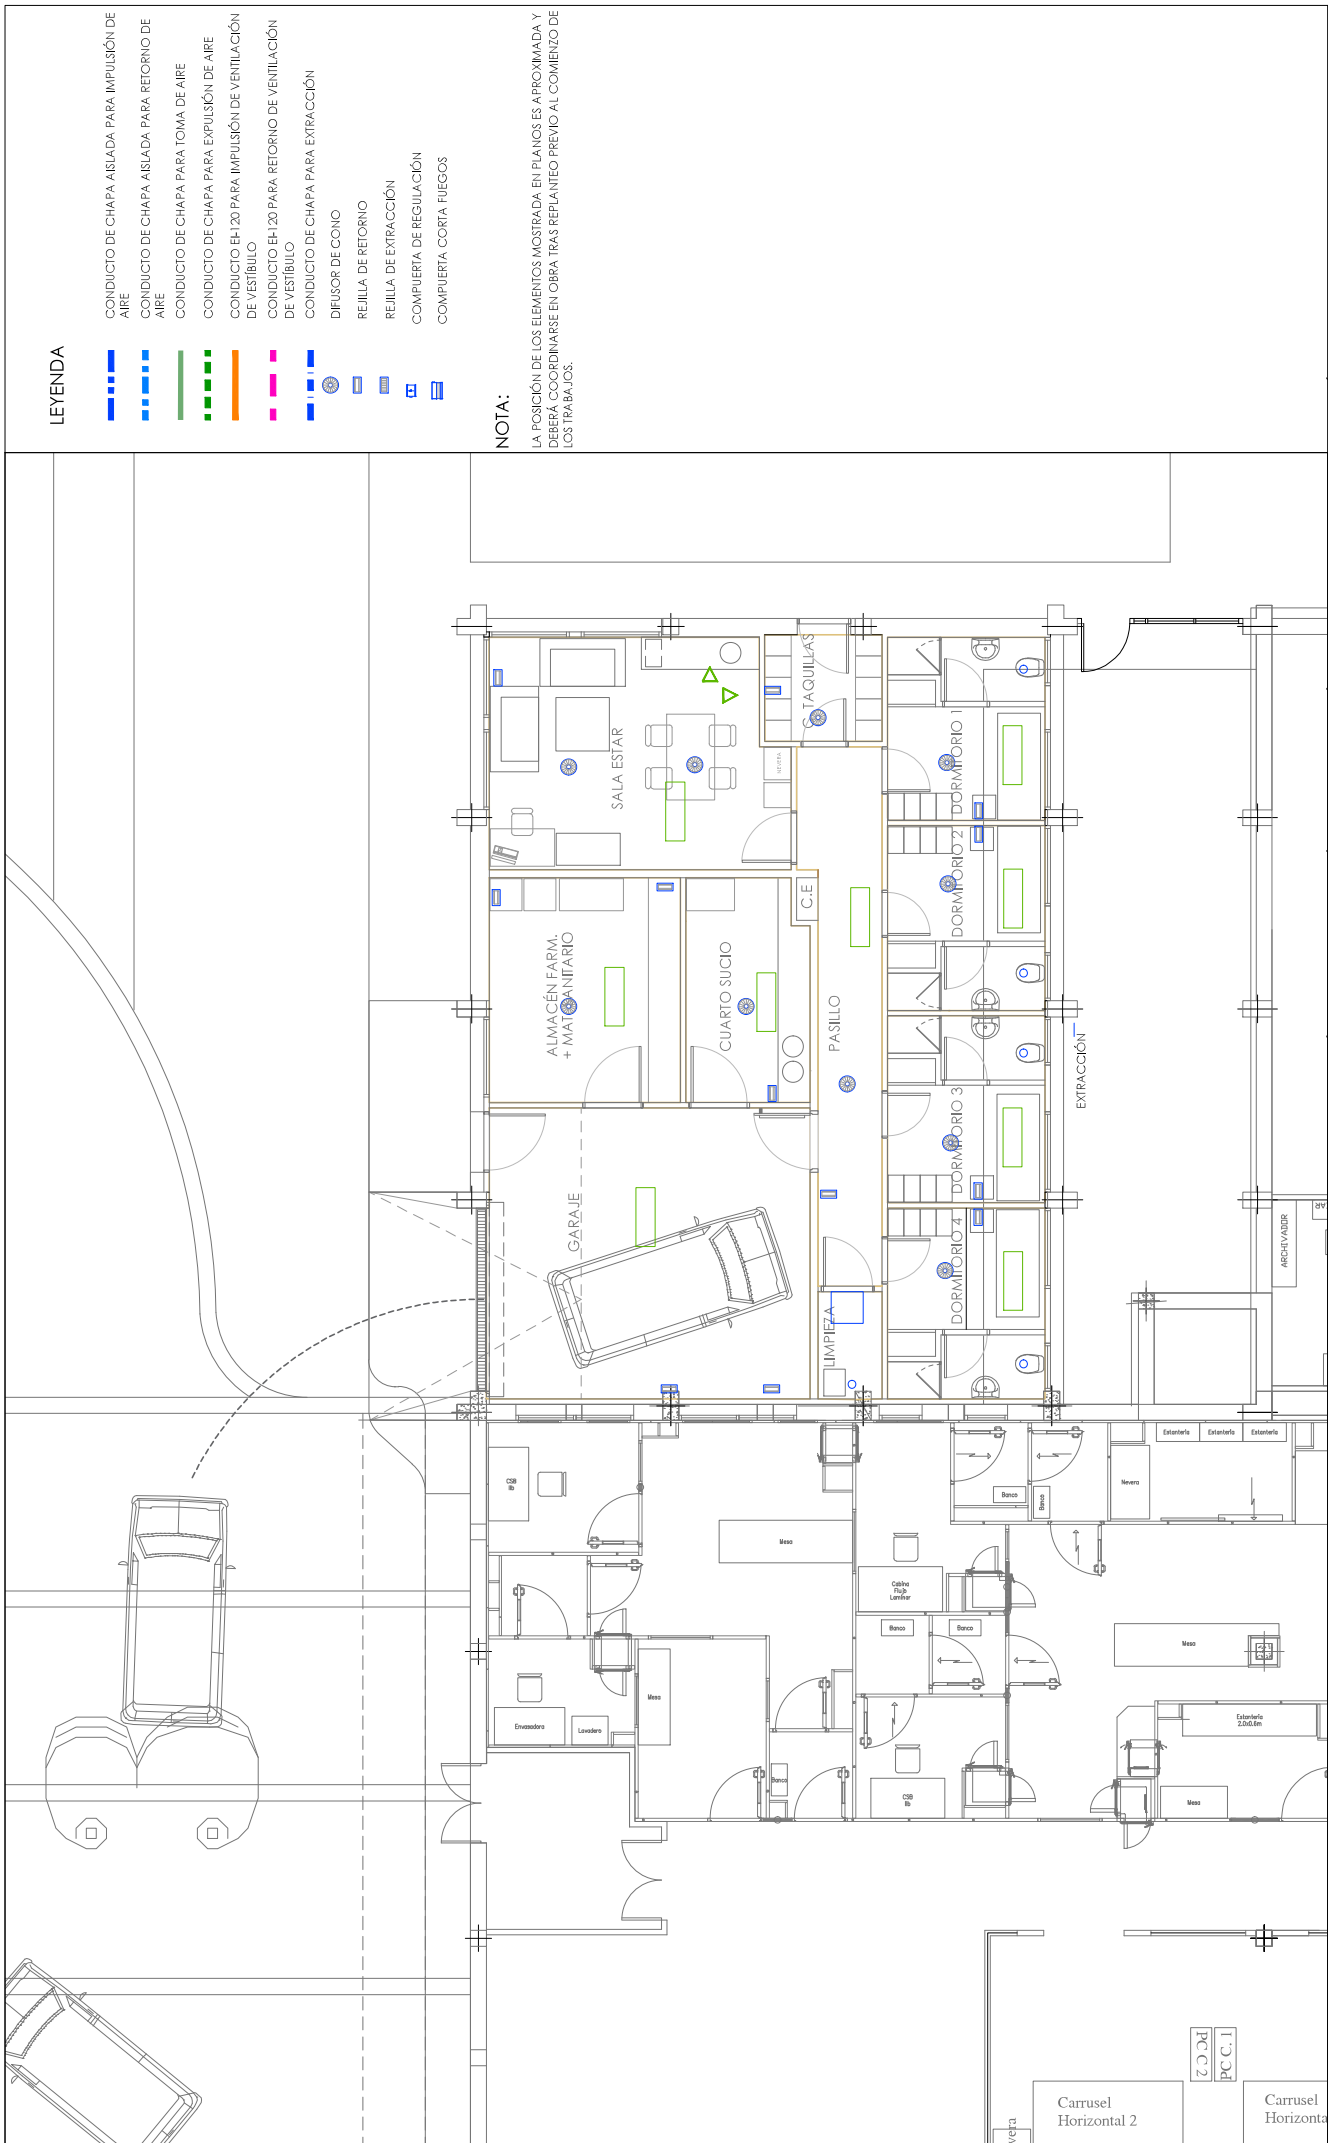 LEYENDA
CONDUCTO DE CHAPA AISLADA PARA IMPULSIÓN DE
AIRE
CONDUCTO DE CHAPA AISLADA PARA RETORNO DE
AIRE
CONDUCTO DE CHAPA PARA TOMA DE AIRE
CONDUCTO DE CHAPA PARA EXPULSIÓN DE AIRE
CONDUCTO EI-120 PARA IMPULSIÓN DE VENTILACIÓN
DE VESTÍBULO
CONDUCTO EI-120 PARA RETORNO DE VENTILACIÓN
DE VESTÍBULO
CONDUCTO DE CHAPA PARA EXTRACCIÓN
DIFUSOR DE CONO
REJILLA DE RETORNO
REJILLA DE EXTRACCIÓN
COMPUERTA DE REGULACIÓN
COMPUERTA CORTA FUEGOS
NOTA:
LA POSICIÓN DE LOS ELEMENTOS MOSTRADA EN PLANOS ES APROXIMADA Y
DEBERÁ COORDINARSE EN OBRA TRAS REPLANTEO PREVIO AL COMIENZO DE
LOS TRABAJOS.
SALA ESTAR
NEVERA
C. TAQUILLAS
DORMITORIO 1
DORMITORIO 2
C.E
ALMACÉN FARM.
+ MAT. SANITARIO
CUARTO SUCIO
PASILLO
DORMITORIO 3
DORMITORIO 4
EXTRACCIÓN
GARAJE
LIMPIEZA
ARCHIVADOR
CSB
IIb
Mesa
Banco
Banco
Nevera
Estantería
Estantería
Estantería
Cabina
Flujo
Laminar
Banco
Banco
Mesa
Envasadora
Lavadero
Mesa
Banco
CSB
IIb
Estantería
2.0x0.6m
Mesa
PC C 2
PC C. 1
Carrusel
Horizontal 2
Carrusel
Horizonta
vera